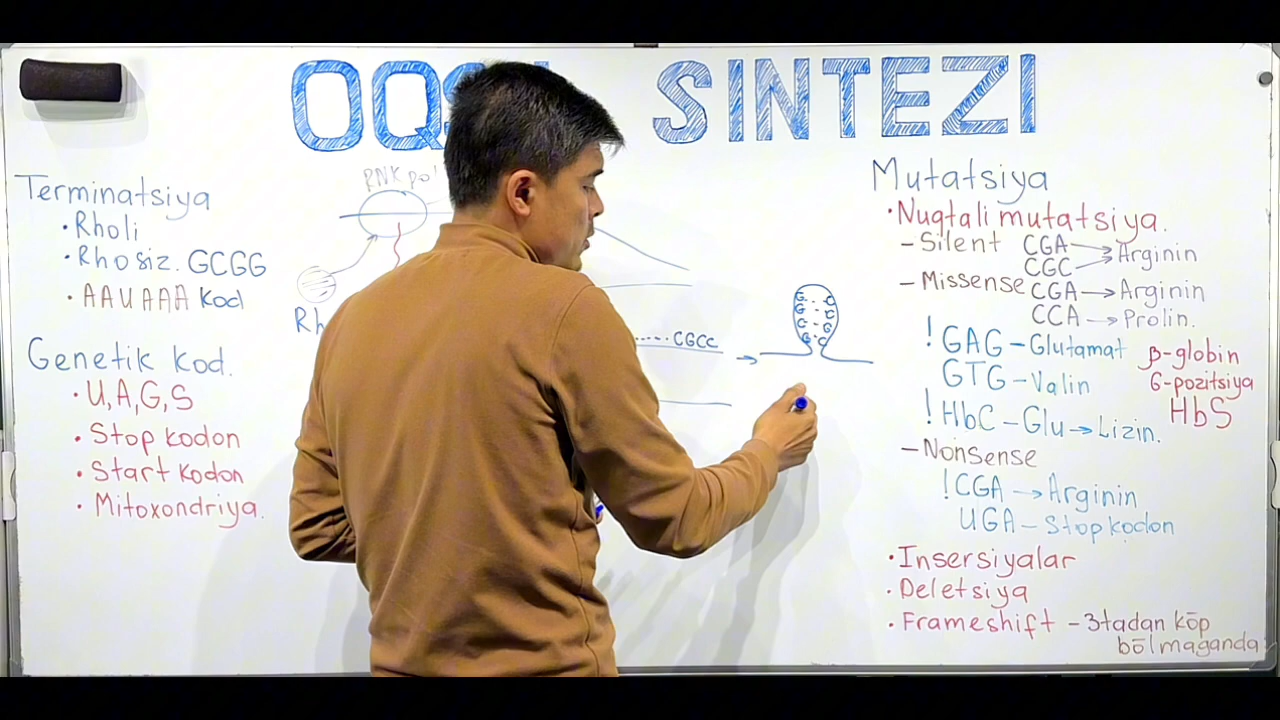 SINTEZI
Terminatsiya
• Rholi
• Rhosiz. GCGG
• AAUAAA Kod
Genetik kod.
• U, A, G, S
• Stop kodon
• Start kodon
• Mitoxondriya.
RNK pol
.....CGCC
Mutatsiya
• Nuqtali mutatsiya.
- Silent CGA → Arginin
CGC
- Missense CGA → Arginin
CCA → Prolin.
! GAG - Glutamat β-globin
GTG - Valin 6-pozitsiya
HbS
! HbC - Glu → Lizin.
- Nonsense
! CGA → Arginin
UGA - Stop kodon
• Insersiyalar
• Deletsiya
• Frameshift - 3tadan kōp
bōlmaganda